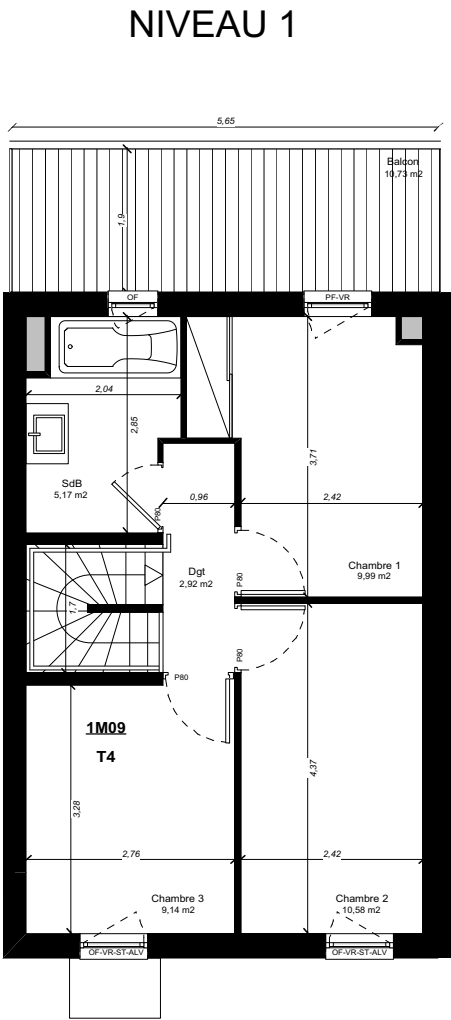 NIVEAU 1
5,65
Balcon
10,73 m2
1,9
OF
PF-VR
2,04
2,85
3,71
SdB
5,17 m2
0,96
2,42
P80
Dgt
2,92 m2
Chambre 1
9,99 m2
P80
1,7
P80
P80
1M09
T4
3,28
4,37
2,76
2,42
Chambre 3
9,14 m2
Chambre 2
10,58 m2
OF-VR-ST-ALV
OF-VR-ST-ALV